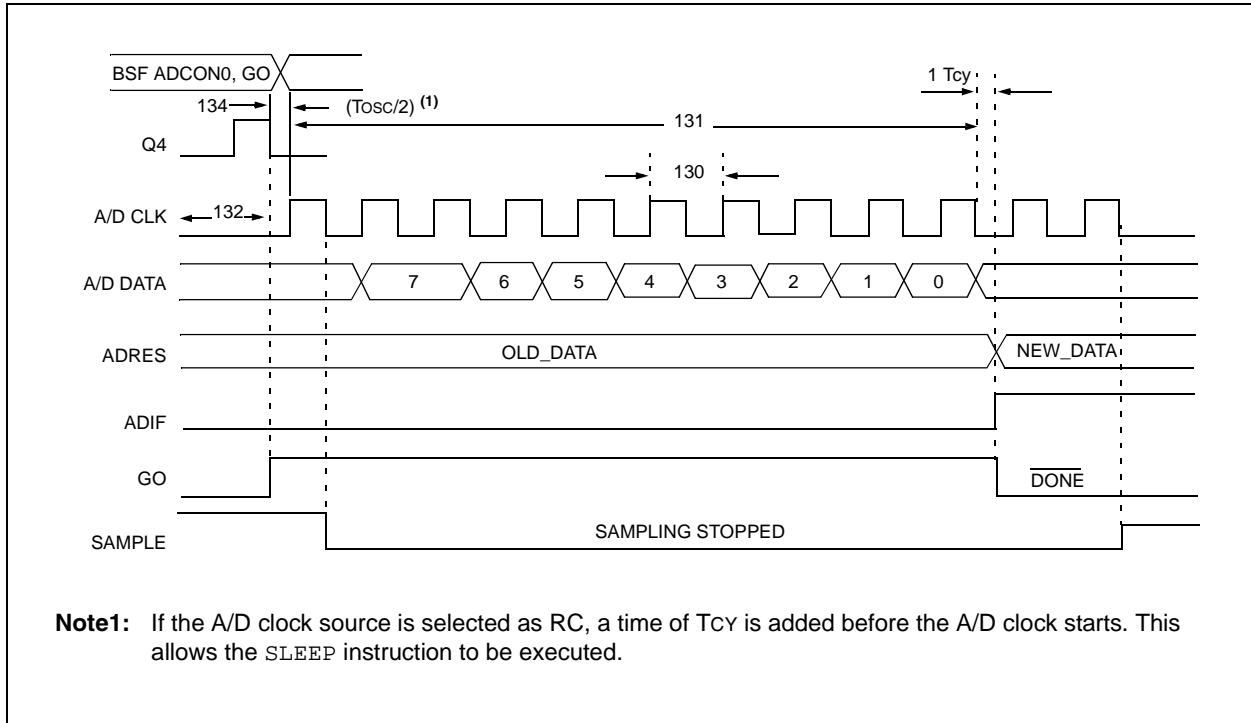 BSF ADCON0, GO
1 Tcy
134
(TOSC/2) (1)
131
Q4
130
A/D CLK
132
A/D DATA
7 6 5 4 3 2 1 0
ADRES
OLD_DATA
NEW_DATA
ADIF
GO
DONE
SAMPLE
SAMPLING STOPPED
Note1: If the A/D clock source is selected as RC, a time of TCY is added before the A/D clock starts. This
allows the SLEEP instruction to be executed.